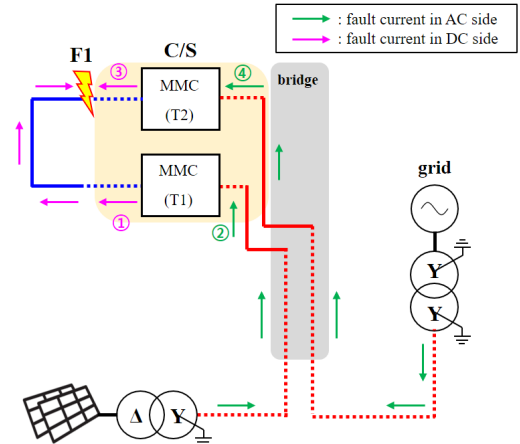 : fault current in AC side
: fault current in DC side
F1
C/S
③
④
bridge
MMC
(T2)
MMC
(T1)
①
②
grid
Y
Y
Δ
Y